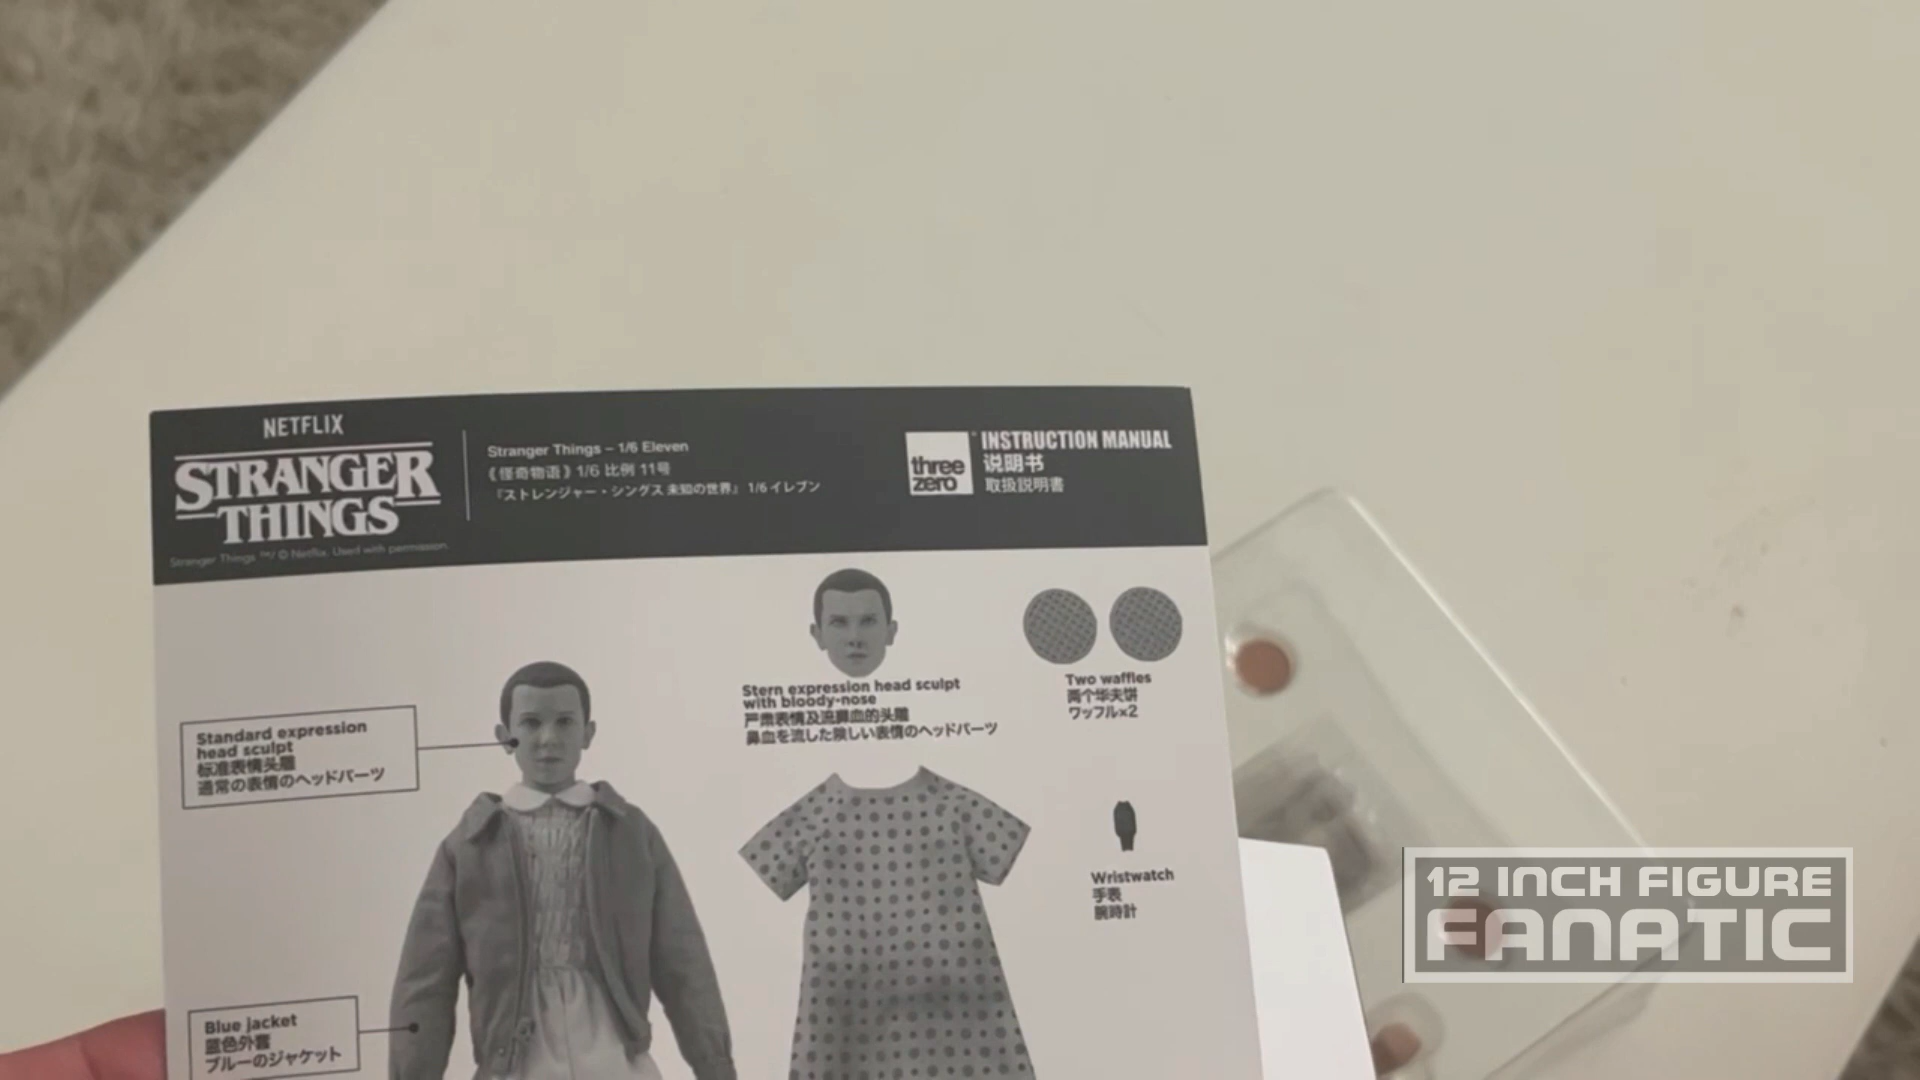 NETFLIX
STRANGER
THINGS
Stranger Things ™/ © Netflix. Used with permission.
Stranger Things – 1/6 Eleven
《怪奇物语》1/6 比例 11号
『ストレンジャー・シングス 未知の世界』 1/6 イレブン
three
zero
INSTRUCTION MANUAL
说明书
取扱説明書
Standard expression
head sculpt
标准表情头雕
通常の表情のヘッドパーツ
Stern expression head sculpt
with bloody-nose
严肃表情及流鼻血的头雕
鼻血を流した険しい表情のヘッドパーツ
Two waffles
两个华夫饼
ワッフル×2
Wristwatch
手表
腕時計
Blue jacket
蓝色外套
ブルーのジャケット
12 INCH FIGURE
FANATIC